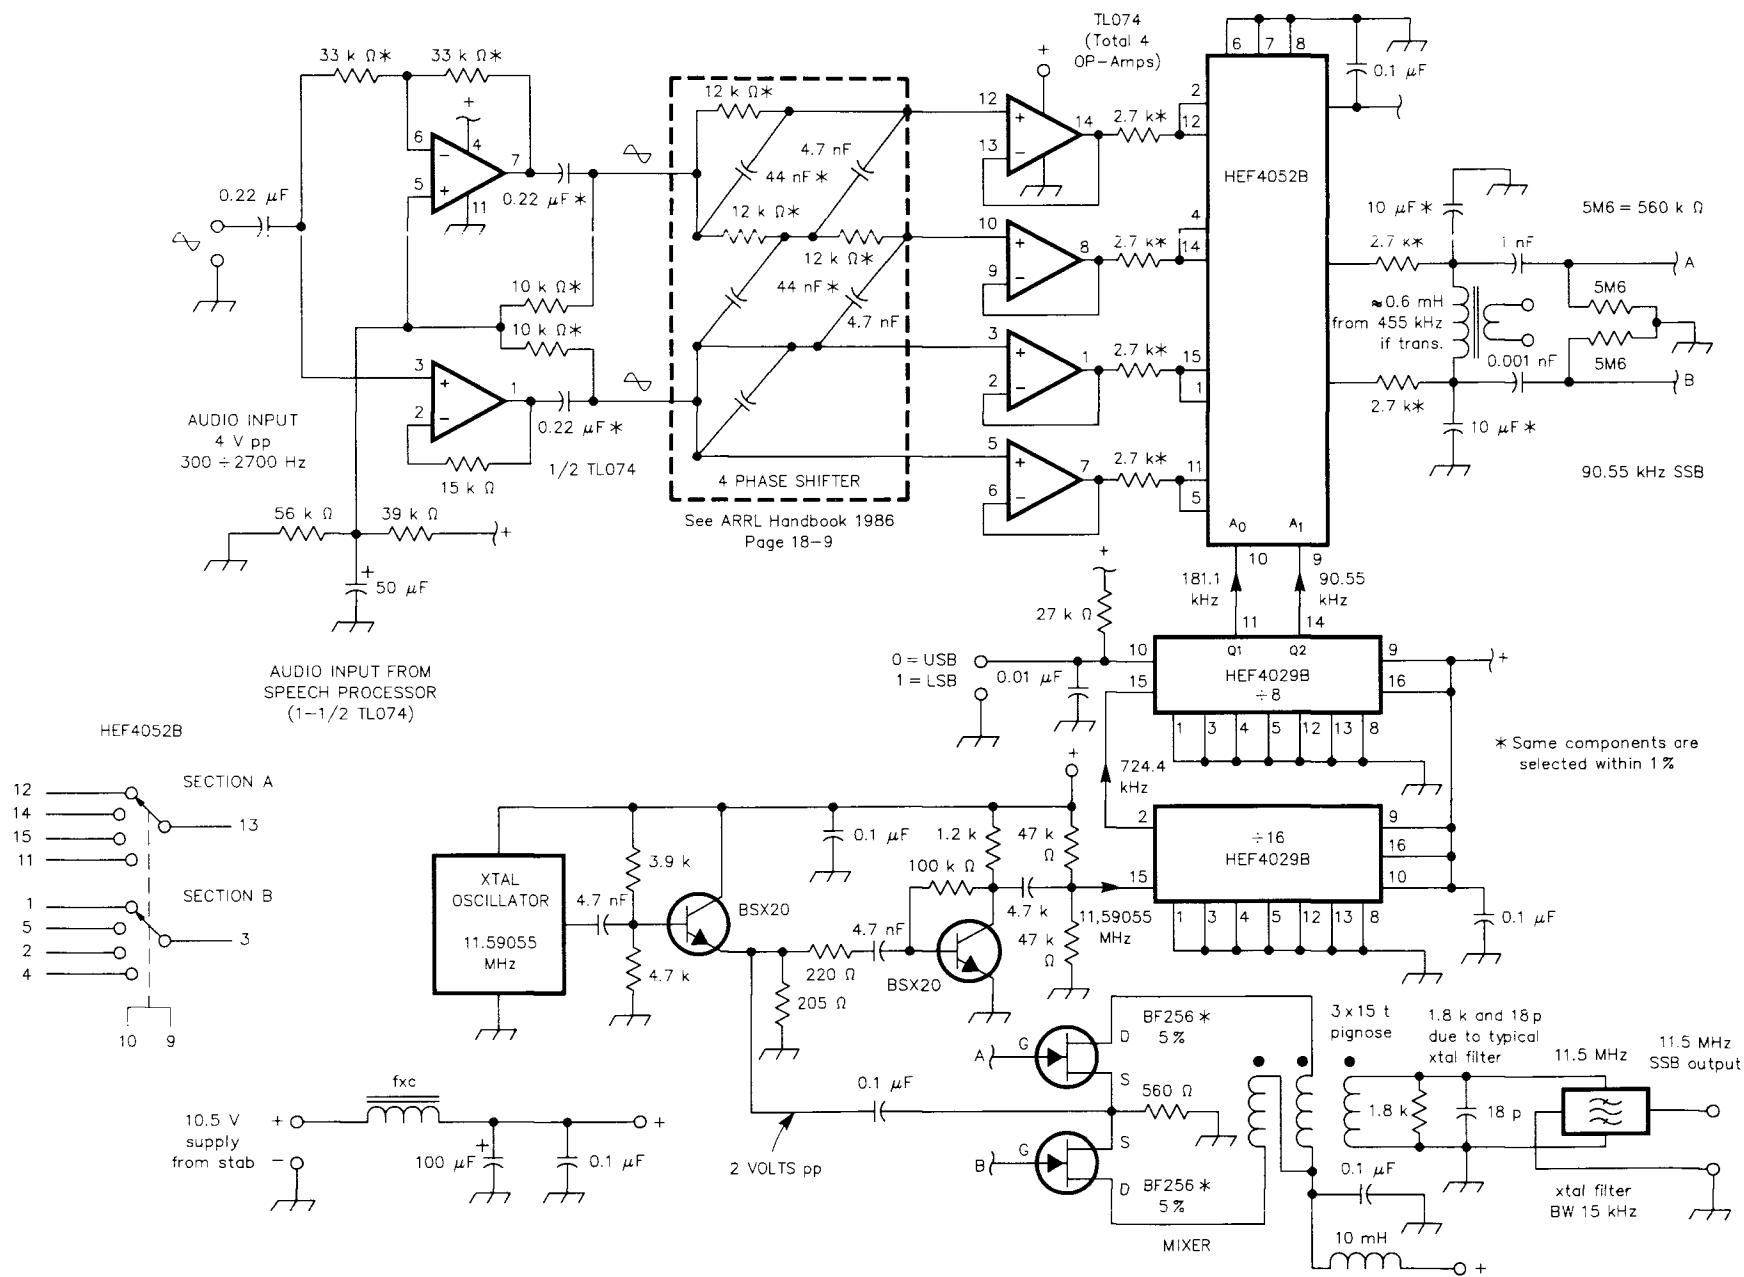 TL074
(Total 4
OP-Amps)
+
6 7 8
0.1 µF
33 k Ω*
33 k Ω*
+
6
−
4
7
5
+
11
0.22 µF*
0.22 µF
12 k Ω*
4.7 nF
44 nF*
12 k Ω*
12 k Ω*
44 nF*
4.7 nF
12
+
14
13
−
2.7 k*
2
12
10
+
8
9
−
2.7 k*
4
14
3
+
1
2
−
2.7 k*
15
1
5
+
7
6
−
2.7 k*
11
5
HEF4052B
10 µF*
5M6 = 560 k Ω
2.7 k*
1 nF
A
≈0.6 mH
from 455 kHz
if trans.
5M6
5M6
0.001 nF
B
2.7 k*
10 µF*
90.55 kHz SSB
10 k Ω*
10 k Ω*
3
+
1
2
−
0.22 µF*
AUDIO INPUT
4 V pp
300 ÷ 2700 Hz
1/2 TL074
15 k Ω
4 PHASE SHIFTER
See ARRL Handbook 1986
Page 18-9
56 k Ω
39 k Ω
+
+
50 µF
A0 A1
10 9
181.1
kHz
90.55
kHz
+
27 k Ω
11 14
AUDIO INPUT FROM
SPEECH PROCESSOR
(1-1/2 TL074)
0 = USB
1 = LSB
0.01 µF
10
15
Q1 Q2
HEF4029B
÷8
9
16
+
1 3 4 5 12 13 8
* Same components are
selected within 1%
HEF4052B
12
14
15
11
SECTION A
13
1
5
2
4
SECTION B
3
10 9
724.4
kHz
+
2
÷16
HEF4029B
15
9
16
10
1 3 4 5 12 13 8
0.1 µF
XTAL
OSCILLATOR
11.59055
MHz
3.9 k
4.7 nF
BSX20
4.7 k
0.1 µF
1.2 k
47 k
Ω
100 k Ω
4.7 k
11,59055
MHz
47 k
Ω
4.7 nF
220 Ω
205 Ω
BSX20
fxc
10.5 V
supply
from stab
+
−
+
+
100 µF
0.1 µF
2 VOLTS pp
0.1 µF
A
G
D
S
BF256*
5%
560 Ω
B
G
S
D
BF256*
5%
MIXER
3x15 t
pignose
1.8 k and 18p
due to typical
xtal filter
1.8 k
18 p
11.5 MHz
11.5 MHz
SSB output
0.1 µF
xtal filter
BW 15 kHz
10 mH
+